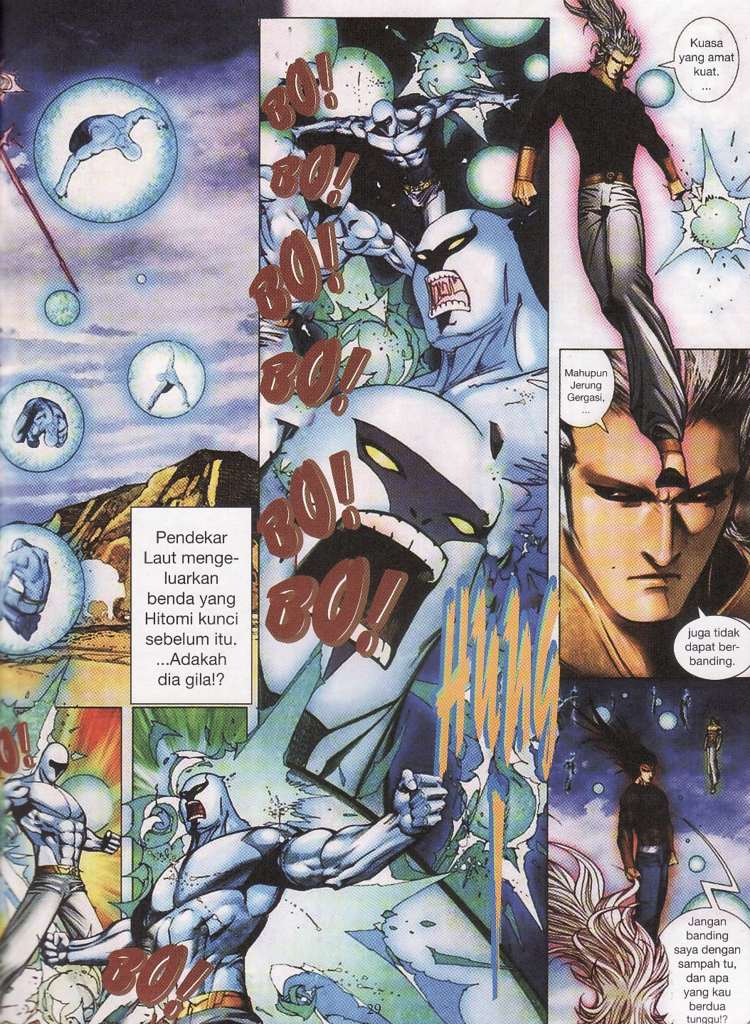 Kuasa
yang amat
kuat.
...
Mahupun
Jerung
Gergasi,
...
juga tidak
dapat ber-
banding.
Jangan
banding
saya dengan
sampah tu,
dan apa
yang kau
berdua
tunggu!?
BO!
BO!
BO!
BO!
BO!
BO!
HUNG
!
Pendekar
Laut menge-
luarkan
benda yang
Hitomi kunci
sebelum itu.
...Adakah
dia gila!?
BO!
BO!
29